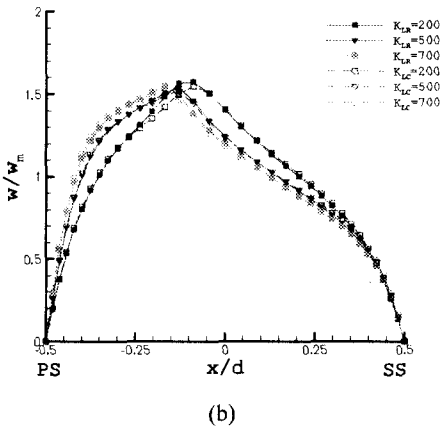 2
1.5
1
0.5
0
w/w_m
K_LR=200
K_LR=500
K_LR=700
K_LC=200
K_LC=500
K_LC=700
-0.5 -0.25 0 0.25 0.5
PS x/d SS
(b)